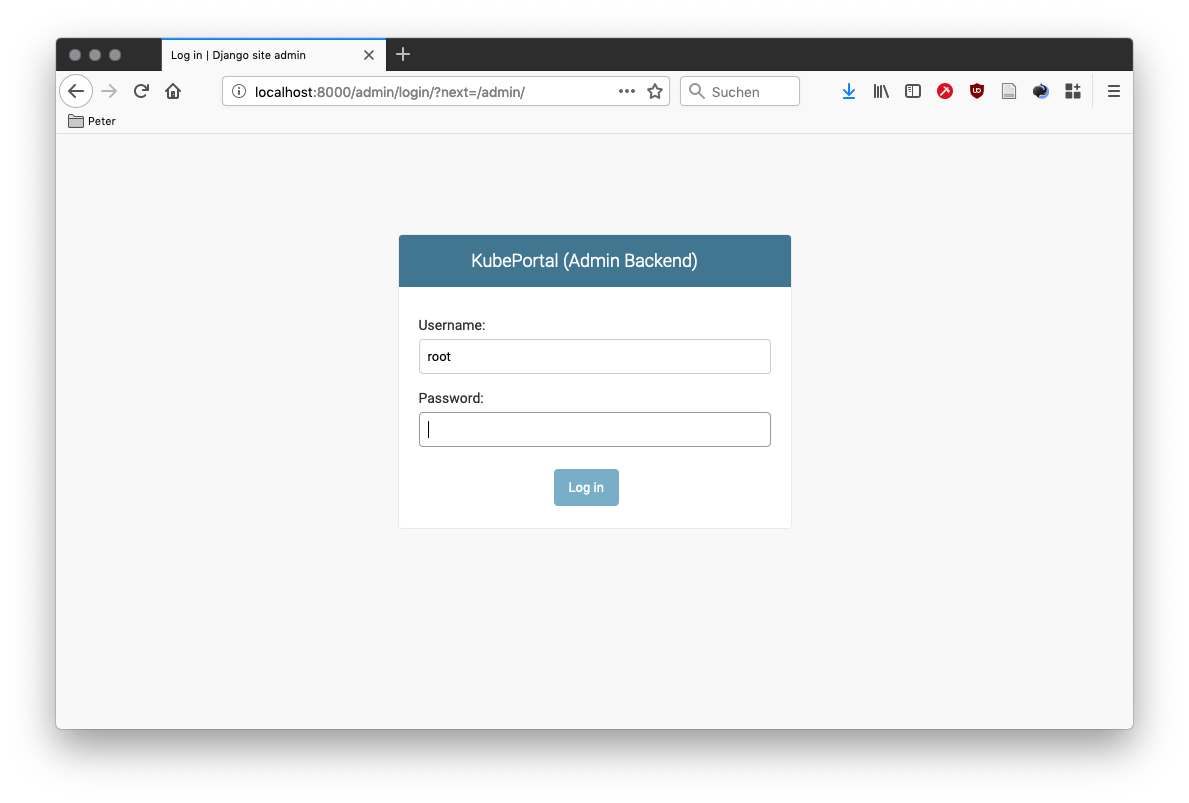 Log in | Django site admin
localhost:8000/admin/login/?next=/admin/
Suchen
Peter
KubePortal (Admin Backend)
Username:
root
Password:
Log in